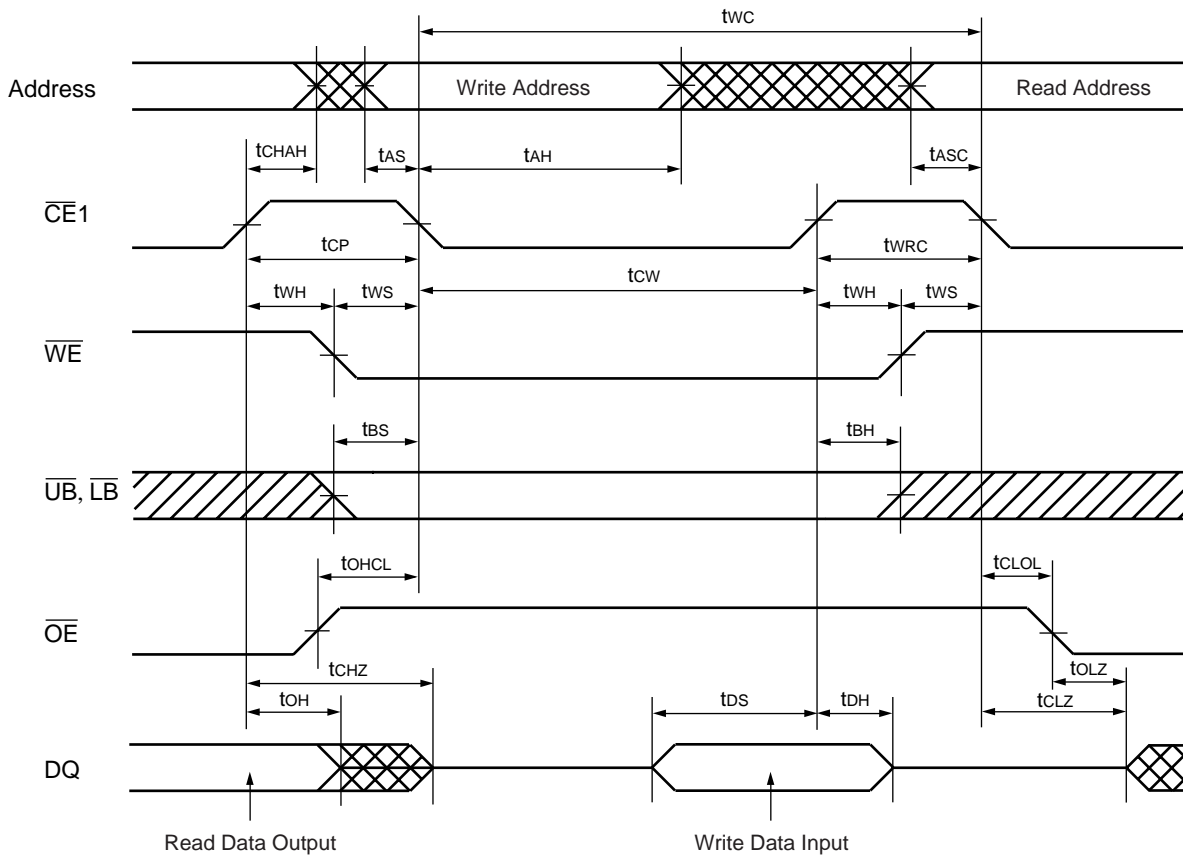 tWC
Address
Write Address
Read Address
tCHAH
tAS
tAH
tASC
CE1
tCP
tWRC
tCW
tWH
tWS
tWH
tWS
WE
tBS
tBH
UB, LB
tOHCL
tCLOL
OE
tCHZ
tOLZ
tOH
tDS
tDH
tCLZ
DQ
Read Data Output
Write Data Input